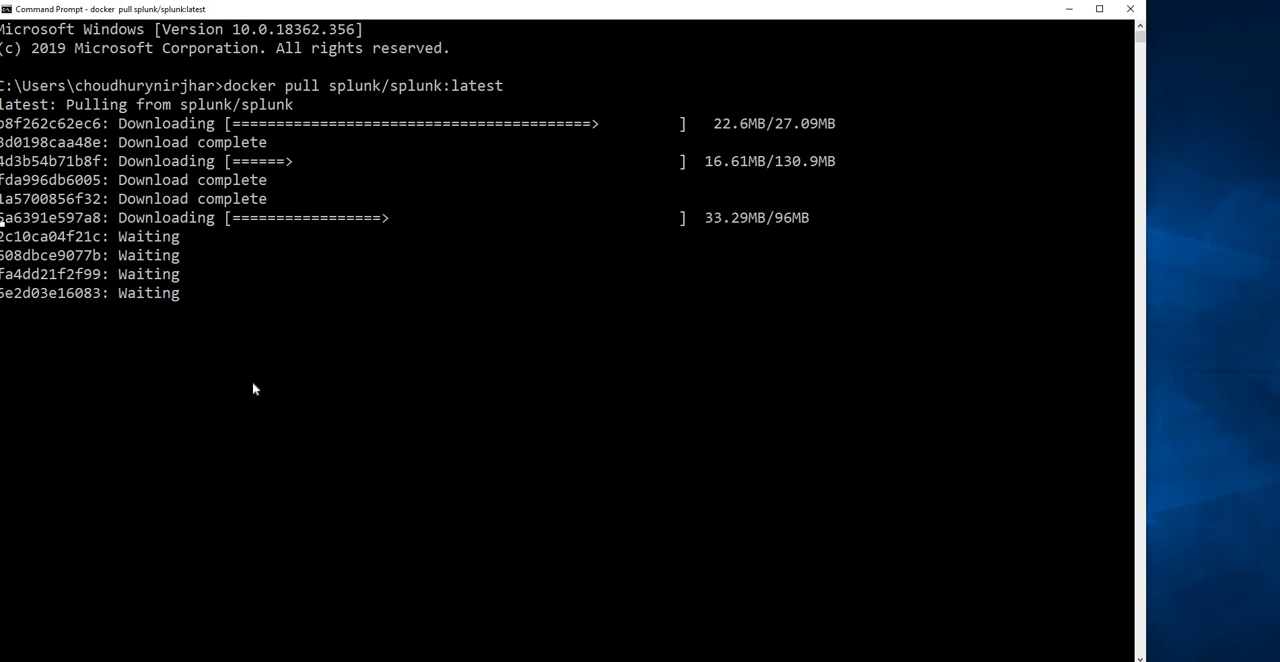 Command Prompt - docker pull splunk/splunk:latest
Microsoft Windows [Version 10.0.18362.356]
(c) 2019 Microsoft Corporation. All rights reserved.
C:\Users\choudhurynirjhar>docker pull splunk/splunk:latest
latest: Pulling from splunk/splunk
b8f262c62ec6: Downloading [=========================================> ] 22.6MB/27.09MB
3d0198caa48e: Download complete
4d3b54b71b8f: Downloading [======> ] 16.61MB/130.9MB
fda996db6005: Download complete
1a5700856f32: Download complete
5a6391e597a8: Downloading [=================> ] 33.29MB/96MB
2c10ca04f21c: Waiting
608dbce9077b: Waiting
fa4dd21f2f99: Waiting
6e2d03e16083: Waiting